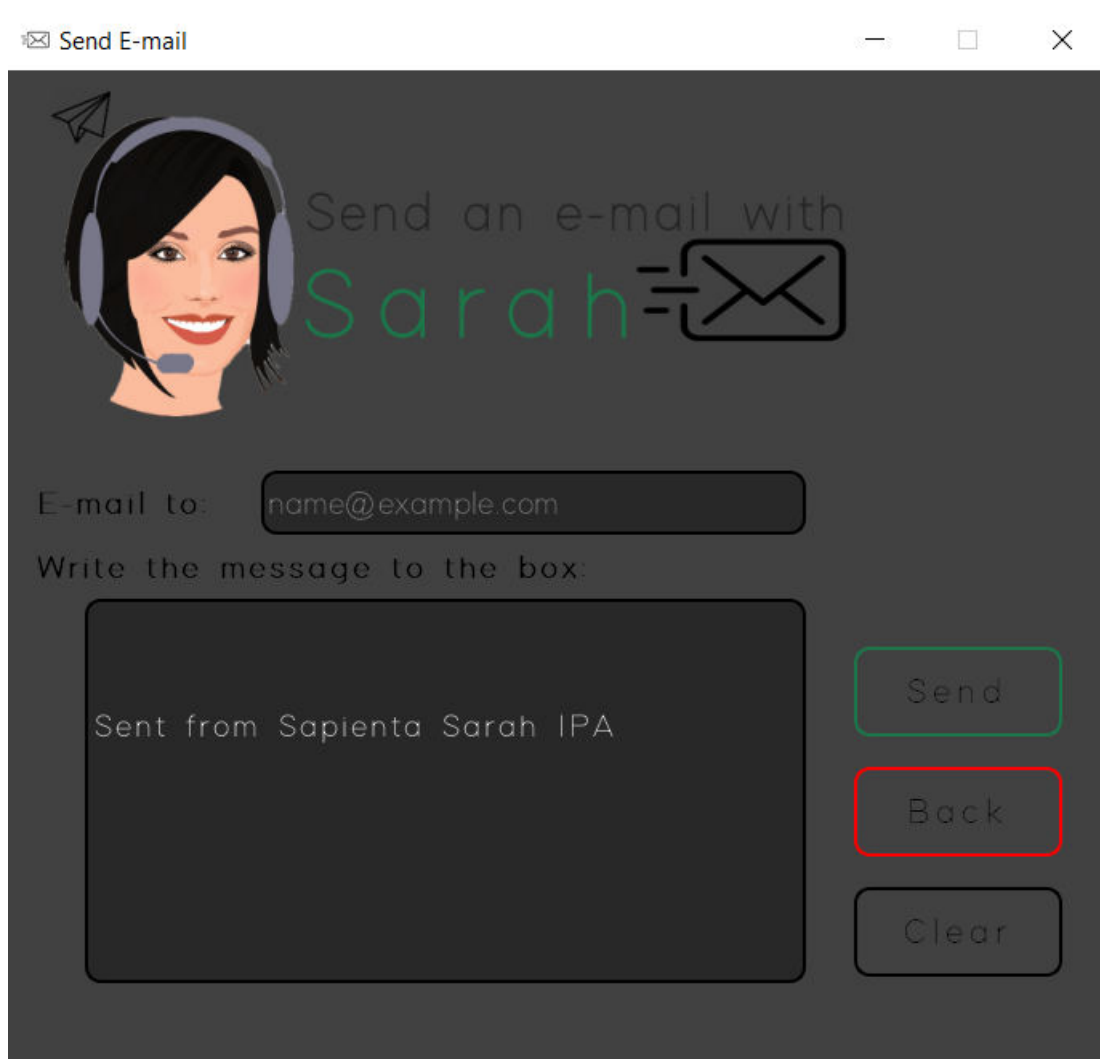 Send E-mail
Send an e-mail with
Sarah
E-mail to: name@example.com
Write the message to the box:
Sent from Sapienta Sarah IPA
Send
Back
Clear